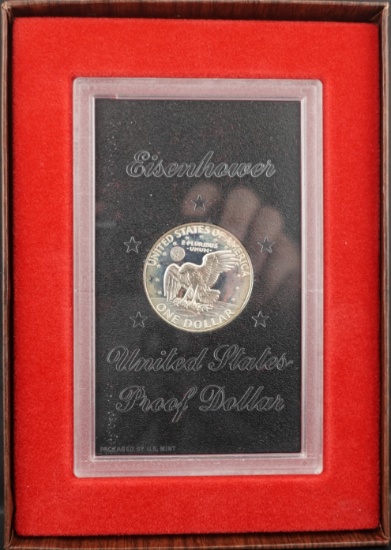 Eisenhower
UNITED STATES OF AMERICA
E PLURIBUS
UNUM
ONE DOLLAR
United States
Proof Dollar
PACKAGED BY U.S. MINT